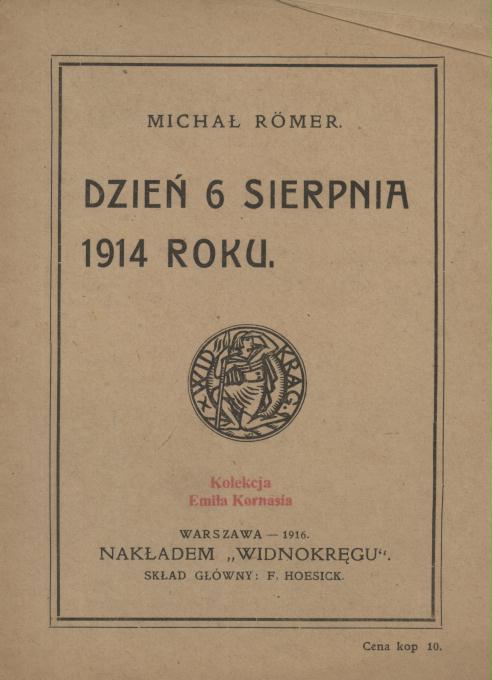 MICHAŁ RÖMER.
DZIEŃ 6 SIERPNIA
1914 ROKU.
WIDNOKRĄG
Kolekcja
Emila Kornasia
WARSZAWA — 1916.
NAKŁADEM „WIDNOKRĘGU“.
SKŁAD GŁÓWNY: F. HOESICK.
Cena kop 10.